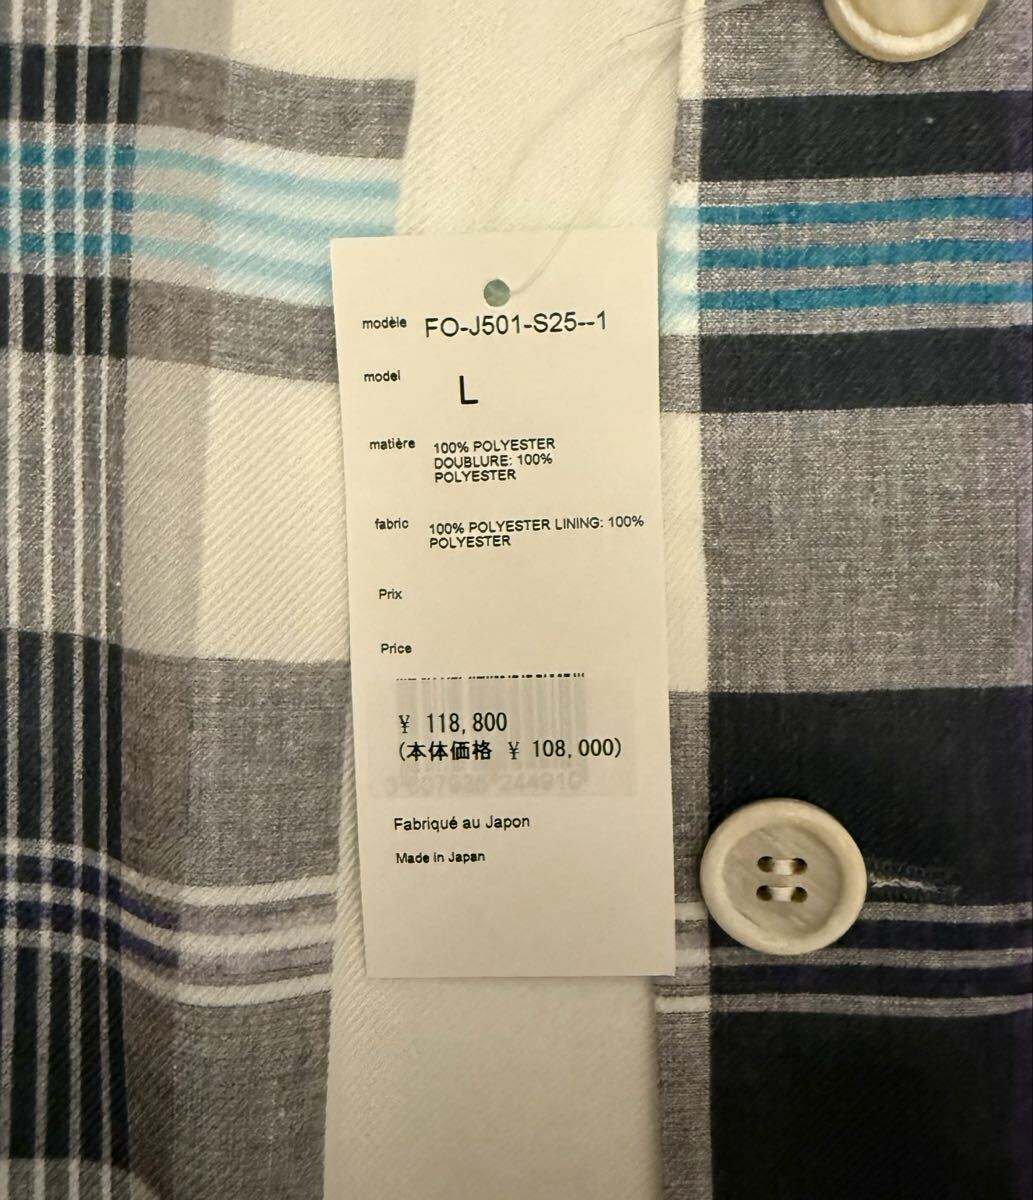 modèle FO-J501-S25--1
model L
matière 100% POLYESTER
DOUBLURE: 100%
POLYESTER
fabric 100% POLYESTER LINING: 100%
POLYESTER
Prix
Price
¥ 118,800
(本体価格 ¥ 108,000)
Fabriqué au Japon
Made in Japan